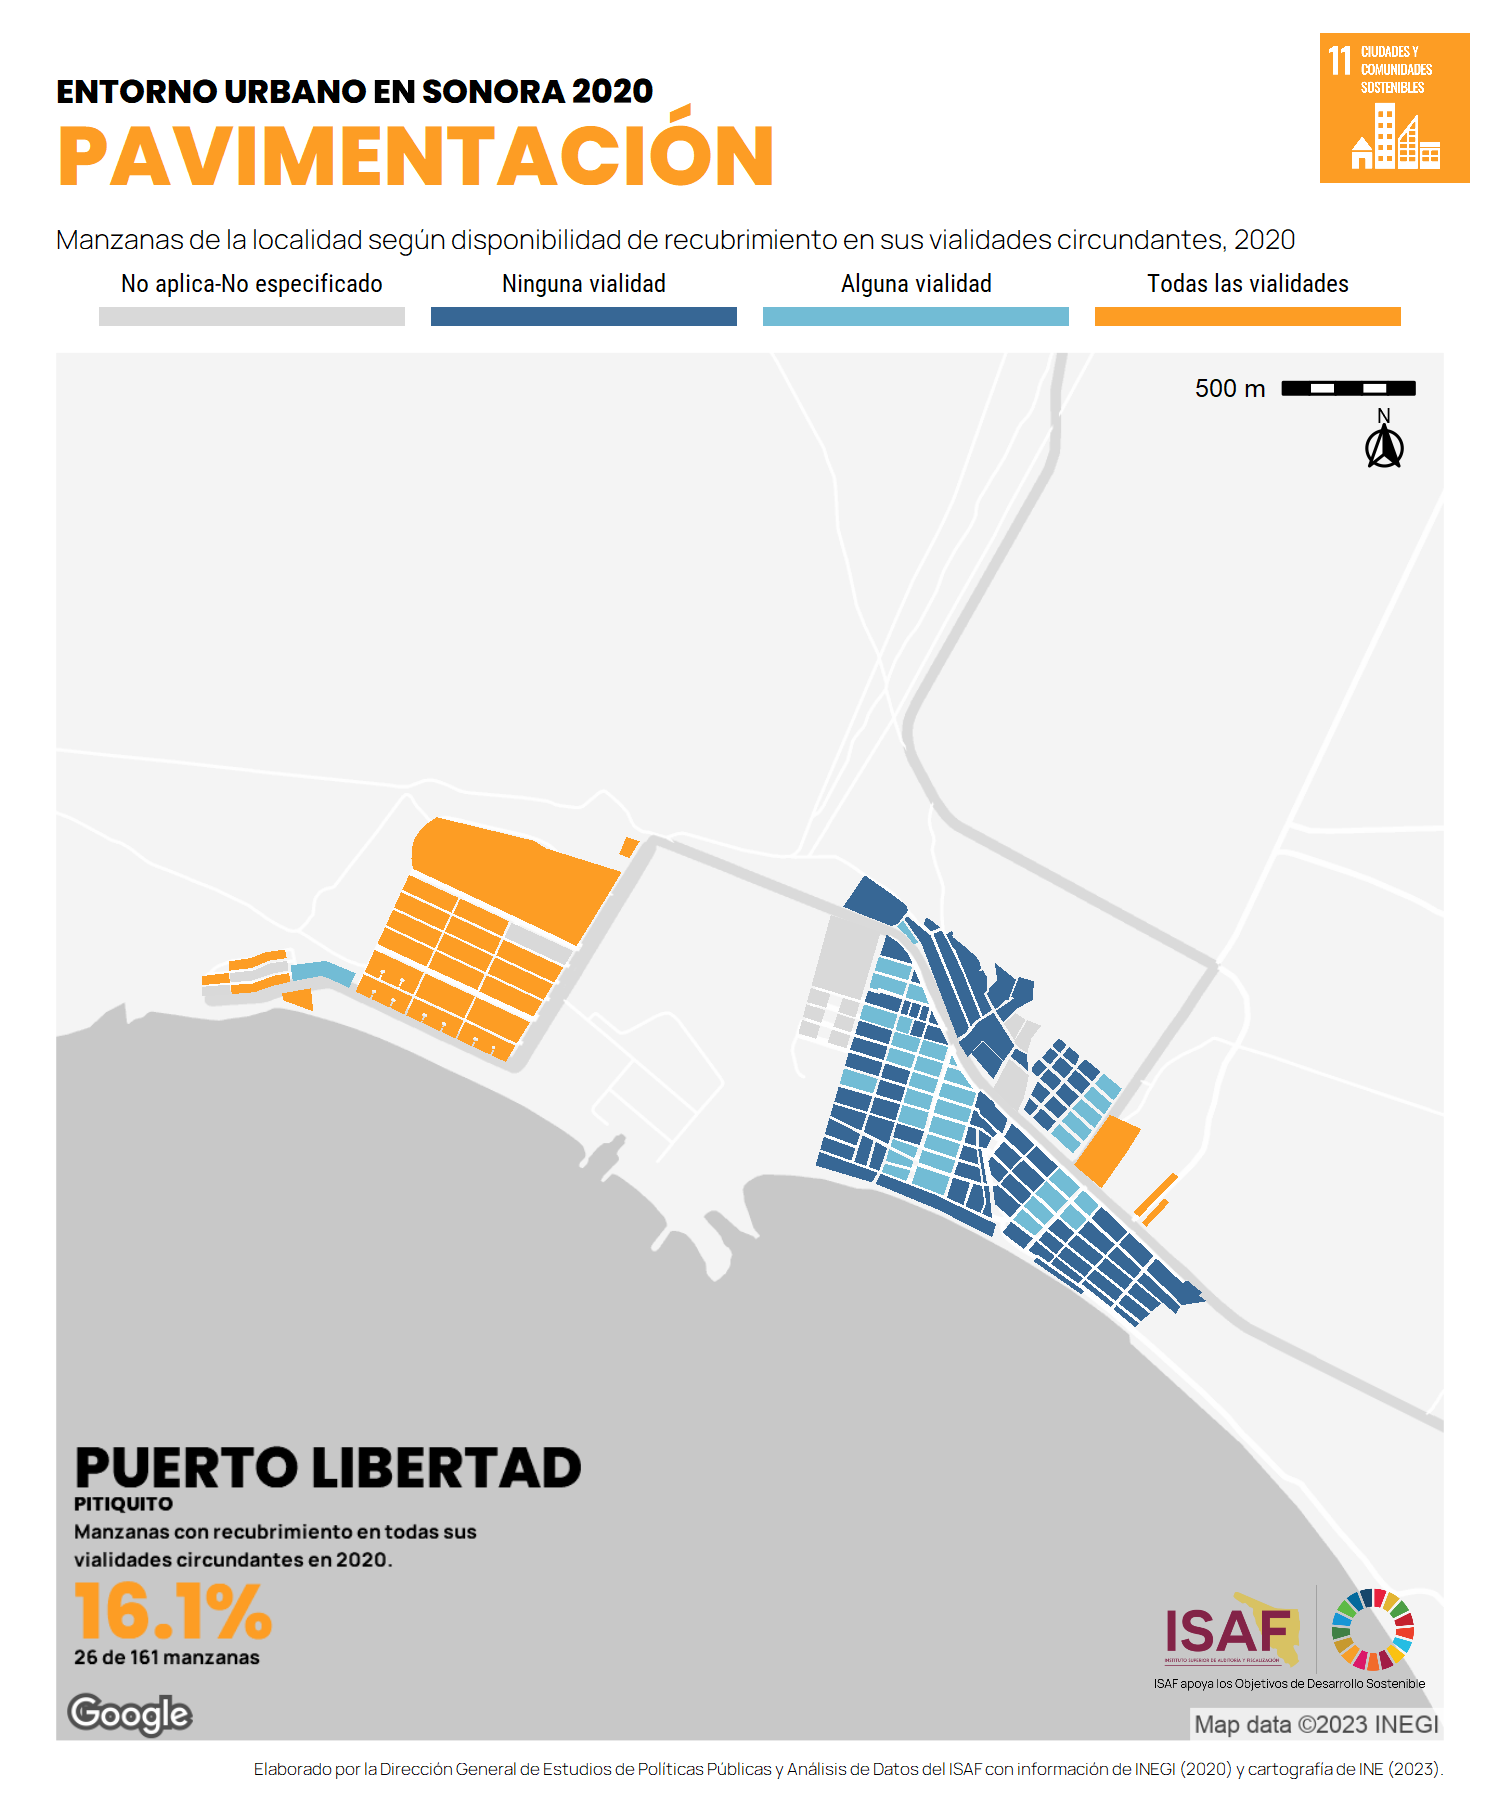 ENTORNO URBANO EN SONORA 2020
PAVIMENTACIÓN
11 CIUDADES Y
COMUNIDADES
SOSTENIBLES
Manzanas de la localidad según disponibilidad de recubrimiento en sus vialidades circundantes, 2020
No aplica-No especificado
Ninguna vialidad
Alguna vialidad
Todas las vialidades
500 m
N
PUERTO LIBERTAD
PITIQUITO
Manzanas con recubrimiento en todas sus
vialidades circundantes en 2020.
16.1%
26 de 161 manzanas
Google
ISAF
INSTITUTO SUPERIOR DE AUDITORÍA Y FISCALIZACIÓN
ISAF apoya los Objetivos de Desarrollo Sostenible
Map data ©2023 INEGI
Elaborado por la Dirección General de Estudios de Políticas Públicas y Análisis de Datos del ISAF con información de INEGI (2020) y cartografía de INE (2023).